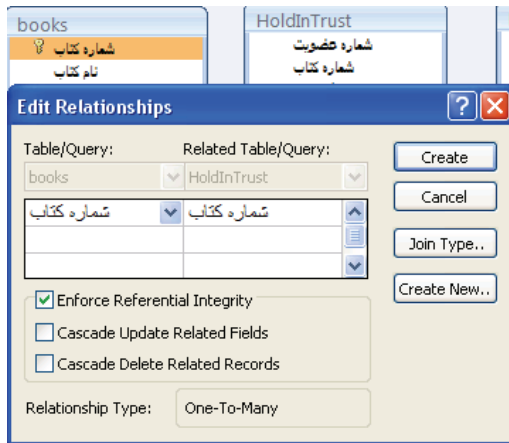 books
شماره کتاب
نام کتاب
HoldInTrust
شماره عضویت
شماره کتاب
Edit Relationships
Table/Query:
Related Table/Query:
books
HoldInTrust
شماره کتاب
شماره کتاب
Enforce Referential Integrity
Cascade Update Related Fields
Cascade Delete Related Records
Relationship Type:
One-To-Many
Create
Cancel
Join Type..
Create New..